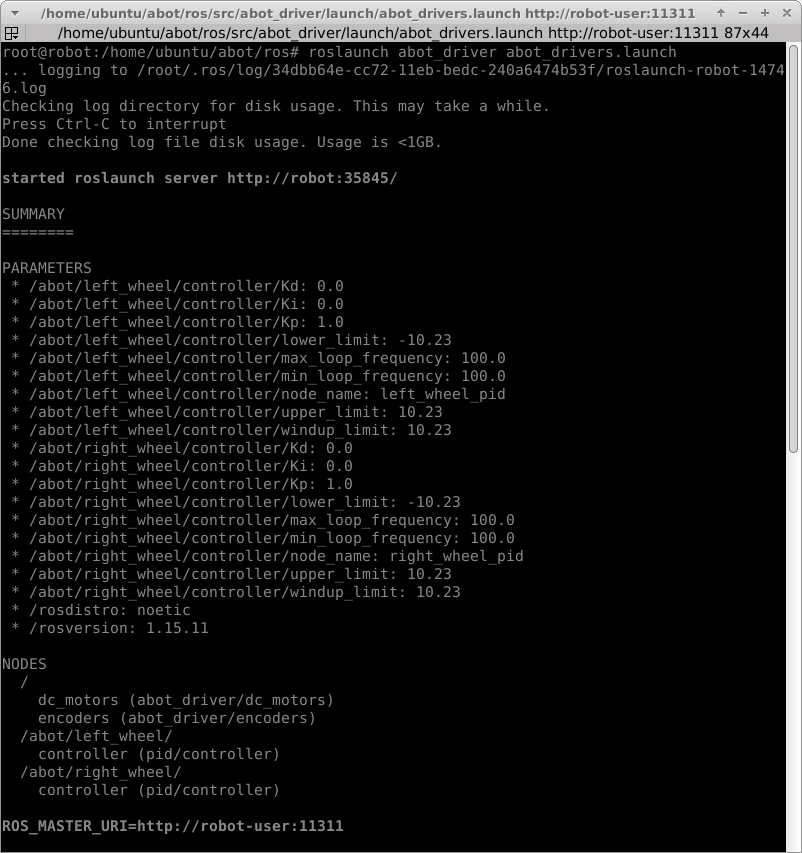 /home/ubuntu/abot/ros/src/abot_driver/launch/abot_drivers.launch http://robot-user:11311
/home/ubuntu/abot/ros/src/abot_driver/launch/abot_drivers.launch http://robot-user:11311 87x44
root@robot:/home/ubuntu/abot/ros# roslaunch abot_driver abot_drivers.launch
... logging to /root/.ros/log/34dbb64e-cc72-11eb-bedc-240a6474b53f/roslaunch-robot-1474
6.log
Checking log directory for disk usage. This may take a while.
Press Ctrl-C to interrupt
Done checking log file disk usage. Usage is <1GB.
started roslaunch server http://robot:35845/
SUMMARY
========
PARAMETERS
* /abot/left_wheel/controller/Kd: 0.0
* /abot/left_wheel/controller/Ki: 0.0
* /abot/left_wheel/controller/Kp: 1.0
* /abot/left_wheel/controller/lower_limit: -10.23
* /abot/left_wheel/controller/max_loop_frequency: 100.0
* /abot/left_wheel/controller/min_loop_frequency: 100.0
* /abot/left_wheel/controller/node_name: left_wheel_pid
* /abot/left_wheel/controller/upper_limit: 10.23
* /abot/left_wheel/controller/windup_limit: 10.23
* /abot/right_wheel/controller/Kd: 0.0
* /abot/right_wheel/controller/Ki: 0.0
* /abot/right_wheel/controller/Kp: 1.0
* /abot/right_wheel/controller/lower_limit: -10.23
* /abot/right_wheel/controller/max_loop_frequency: 100.0
* /abot/right_wheel/controller/min_loop_frequency: 100.0
* /abot/right_wheel/controller/node_name: right_wheel_pid
* /abot/right_wheel/controller/upper_limit: 10.23
* /abot/right_wheel/controller/windup_limit: 10.23
* /rosdistro: noetic
* /rosversion: 1.15.11
NODES
/
dc_motors (abot_driver/dc_motors)
encoders (abot_driver/encoders)
/abot/left_wheel/
controller (pid/controller)
/abot/right_wheel/
controller (pid/controller)
ROS_MASTER_URI=http://robot-user:11311